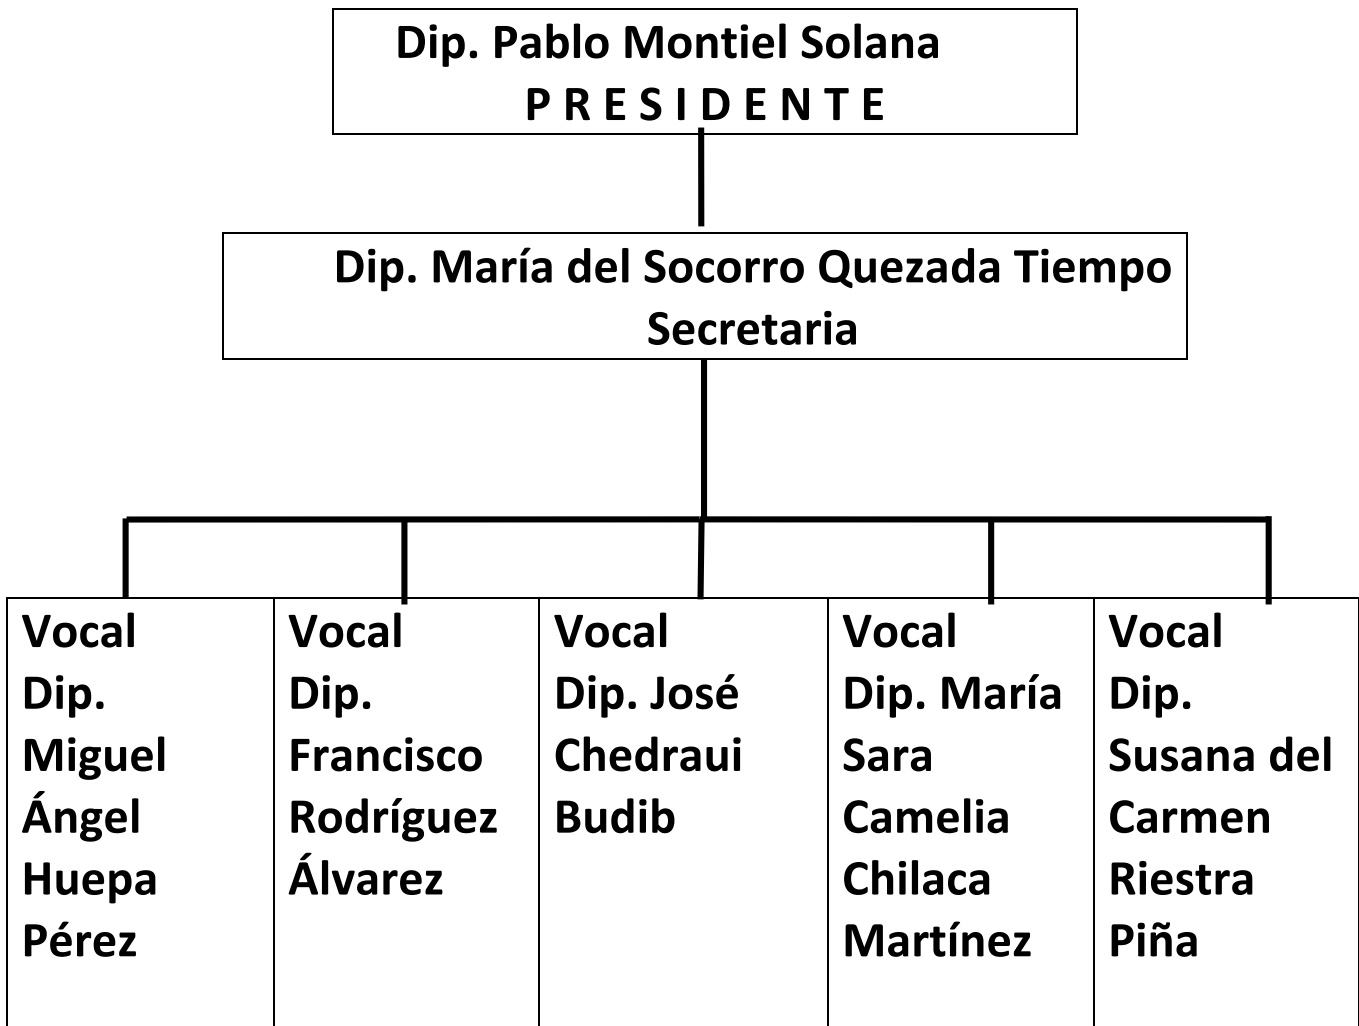 Dip. Pablo Montiel Solana
P R E S I D E N T E
Dip. María del Socorro Quezada Tiempo
Secretaria
Vocal
Dip.
Miguel
Ángel
Huepa
Pérez
Vocal
Dip.
Francisco
Rodríguez
Álvarez
Vocal
Dip. José
Chedraui
Budib
Vocal
Dip. María
Sara
Camelia
Chilaca
Martínez
Vocal
Dip.
Susana del
Carmen
Riestra
Piña